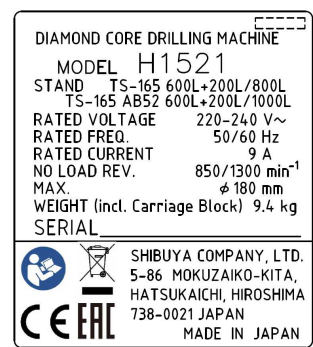 DIAMOND CORE DRILLING MACHINE
MODEL H1521
STAND TS-165 600L+200L/800L
TS-165 AB52 600L+200L/1000L
RATED VOLTAGE 220-240 V~
RATED FREQ. 50/60 Hz
RATED CURRENT 9 A
NO LOAD REV. 850/1300 min⁻¹
MAX. ø 180 mm
WEIGHT (incl. Carriage Block) 9.4 kg
SERIAL
SHIBUYA COMPANY, LTD.
5-86 MOKUZAIKO-KITA,
HATSUKAICHI, HIROSHIMA
738-0021 JAPAN
MADE IN JAPAN
CE EAC